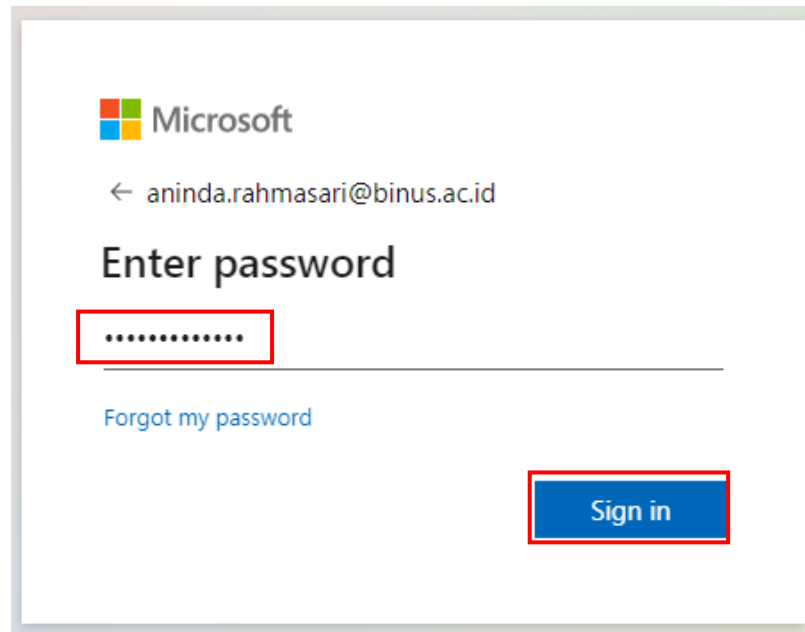 Microsoft
← aninda.rahmasari@binus.ac.id
Enter password
•••••••••••••
Forgot my password
Sign in